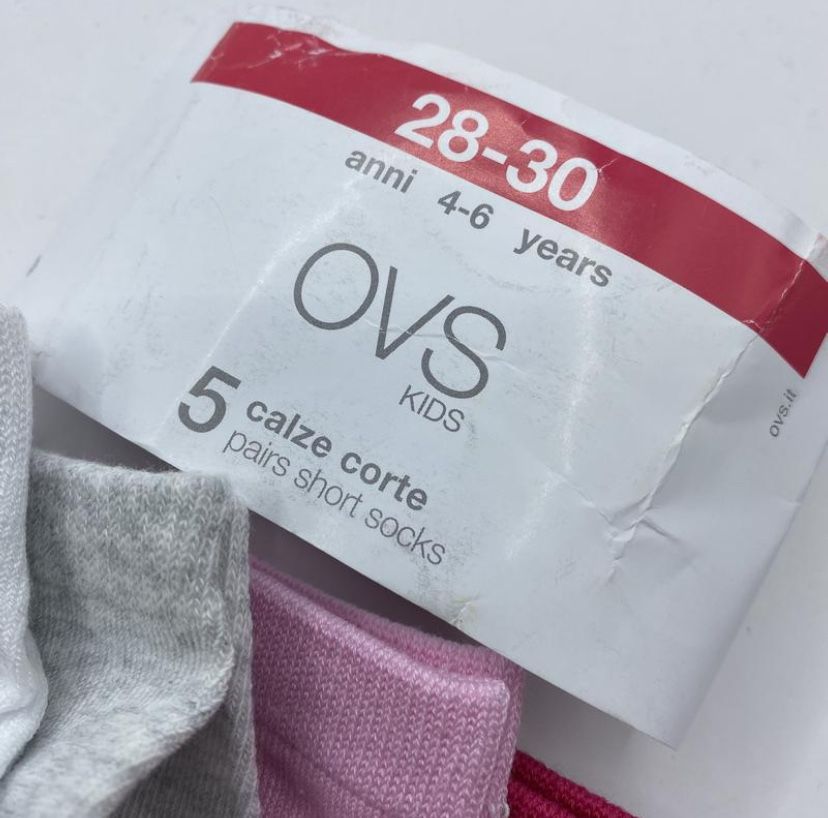 28-30
anni 4-6 years
OVS
KIDS
5 calze corte
pairs short socks
ovs.it